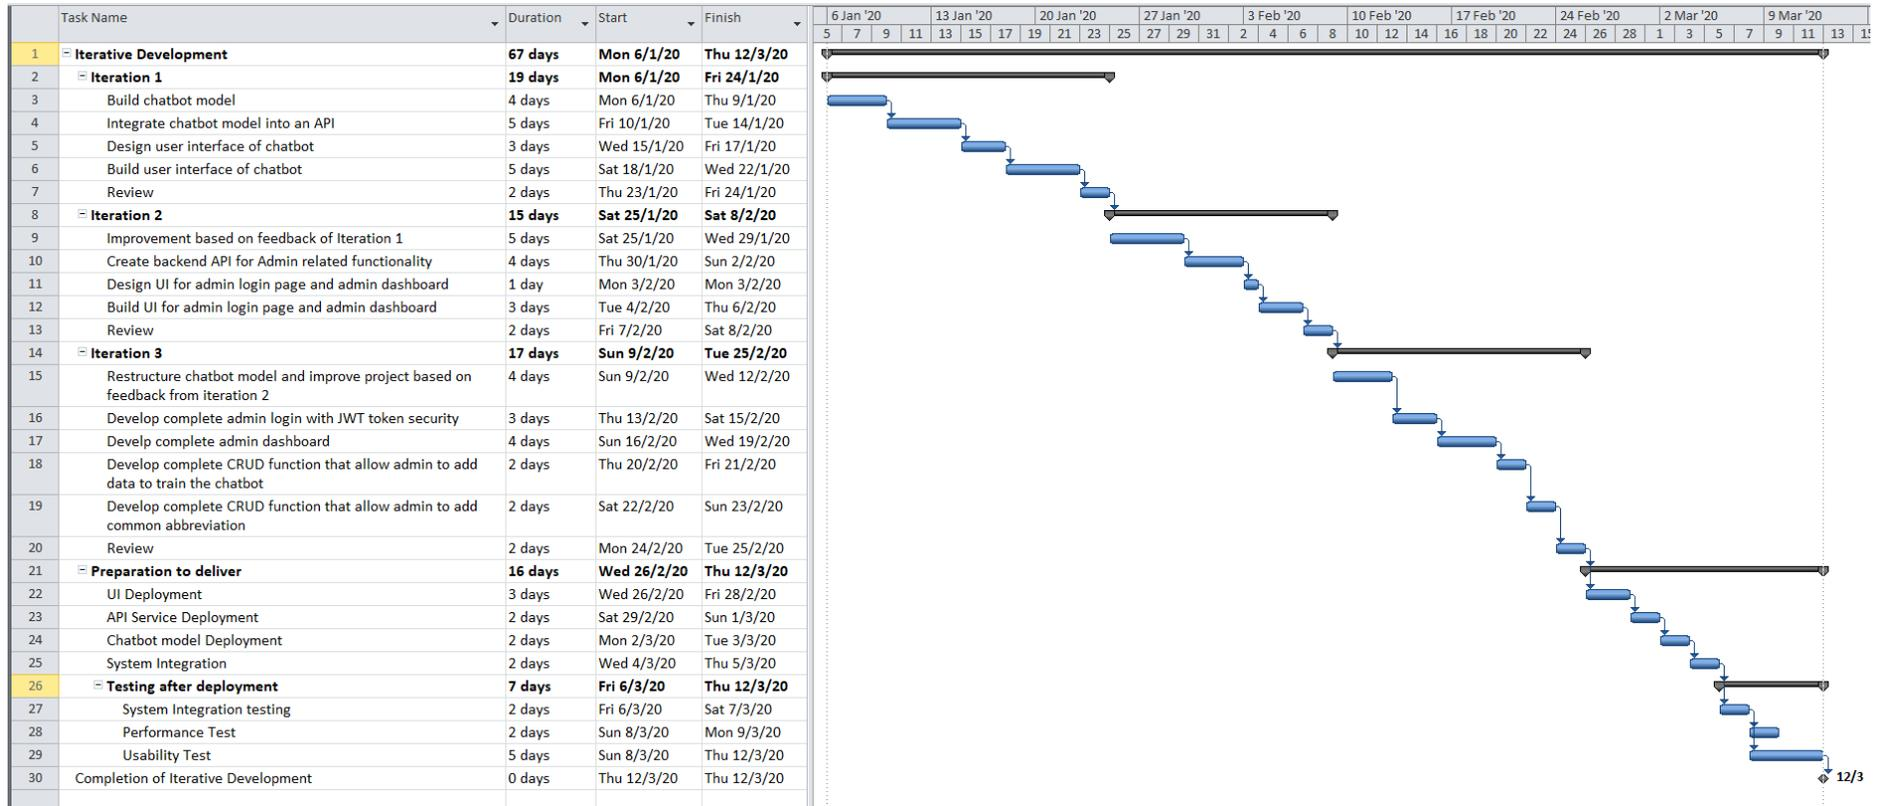 Task Name Duration Start Finish 6 Jan '20 13 Jan '20 20 Jan '20 27 Jan '20 3 Feb '20 10 Feb '20 17 Feb '20 24 Feb '20 2 Mar '20 9 Mar '20
5 7 9 11 13 15 17 19 21 23 25 27 29 31 2 4 6 8 10 12 14 16 18 20 22 24 26 28 1 3 5 7 9 11 13
1 Iterative Development 67 days Mon 6/1/20 Thu 12/3/20
2 Iteration 1 19 days Mon 6/1/20 Fri 24/1/20
3 Build chatbot model 4 days Mon 6/1/20 Thu 9/1/20
4 Integrate chatbot model into an API 5 days Fri 10/1/20 Tue 14/1/20
5 Design user interface of chatbot 3 days Wed 15/1/20 Fri 17/1/20
6 Build user interface of chatbot 5 days Sat 18/1/20 Wed 22/1/20
7 Review 2 days Thu 23/1/20 Fri 24/1/20
8 Iteration 2 15 days Sat 25/1/20 Sat 8/2/20
9 Improvement based on feedback of Iteration 1 5 days Sat 25/1/20 Wed 29/1/20
10 Create backend API for Admin related functionality 4 days Thu 30/1/20 Sun 2/2/20
11 Design UI for admin login page and admin dashboard 1 day Mon 3/2/20 Mon 3/2/20
12 Build UI for admin login page and admin dashboard 3 days Tue 4/2/20 Thu 6/2/20
13 Review 2 days Fri 7/2/20 Sat 8/2/20
14 Iteration 3 17 days Sun 9/2/20 Tue 25/2/20
15 Restructure chatbot model and improve project based on 4 days Sun 9/2/20 Wed 12/2/20
feedback from iteration 2
16 Develop complete admin login with JWT token security 3 days Thu 13/2/20 Sat 15/2/20
17 Develp complete admin dashboard 4 days Sun 16/2/20 Wed 19/2/20
18 Develop complete CRUD function that allow admin to add 2 days Thu 20/2/20 Fri 21/2/20
data to train the chatbot
19 Develop complete CRUD function that allow admin to add 2 days Sat 22/2/20 Sun 23/2/20
common abbreviation
20 Review 2 days Mon 24/2/20 Tue 25/2/20
21 Preparation to deliver 16 days Wed 26/2/20 Thu 12/3/20
22 UI Deployment 3 days Wed 26/2/20 Fri 28/2/20
23 API Service Deployment 2 days Sat 29/2/20 Sun 1/3/20
24 Chatbot model Deployment 2 days Mon 2/3/20 Tue 3/3/20
25 System Integration 2 days Wed 4/3/20 Thu 5/3/20
26 Testing after deployment 7 days Fri 6/3/20 Thu 12/3/20
27 System Integration testing 2 days Fri 6/3/20 Sat 7/3/20
28 Performance Test 2 days Sun 8/3/20 Mon 9/3/20
29 Usability Test 5 days Sun 8/3/20 Thu 12/3/20
30 Completion of Iterative Development 0 days Thu 12/3/20 Thu 12/3/20 12/3